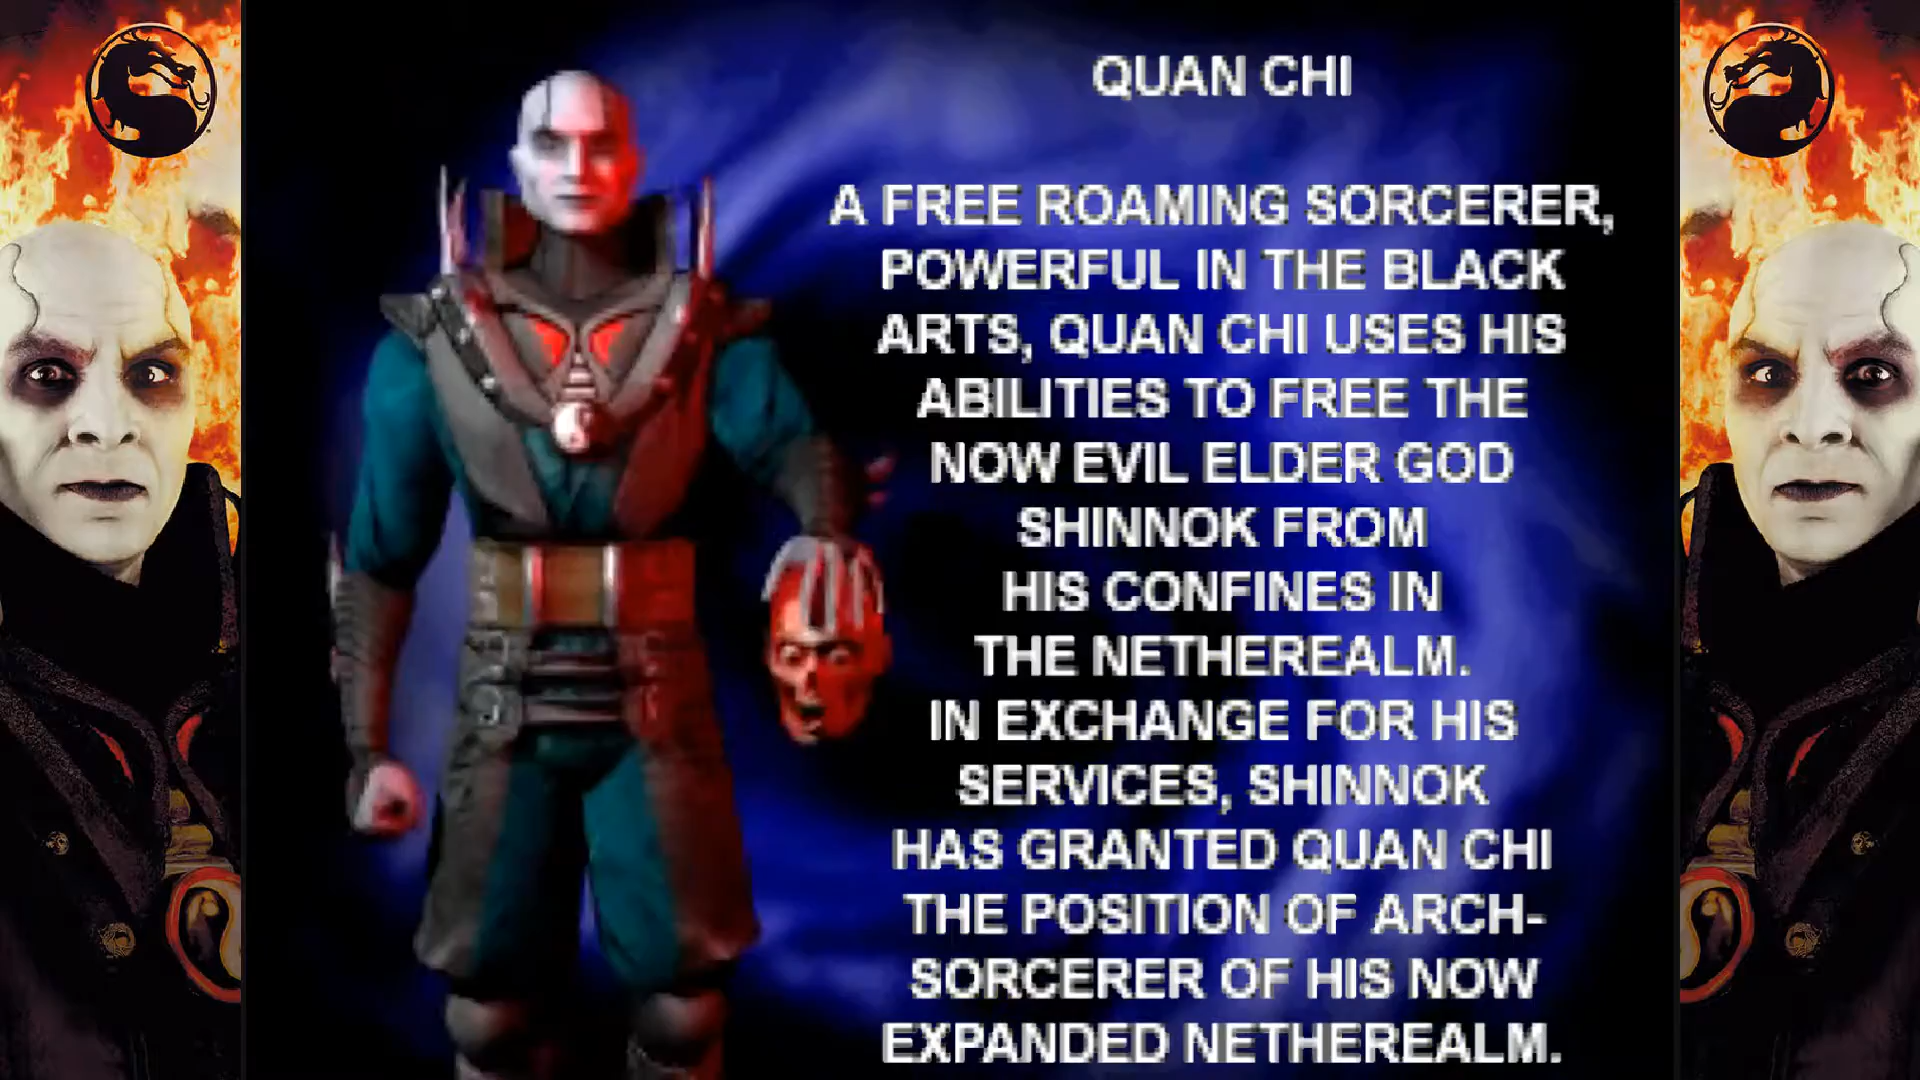 QUAN CHI
A FREE ROAMING SORCERER,
POWERFUL IN THE BLACK
ARTS, QUAN CHI USES HIS
ABILITIES TO FREE THE
NOW EVIL ELDER GOD
SHINNOK FROM
HIS CONFINES IN
THE NETHEREALM.
IN EXCHANGE FOR HIS
SERVICES, SHINNOK
HAS GRANTED QUAN CHI
THE POSITION OF ARCH-
SORCERER OF HIS NOW
EXPANDED NETHEREALM.